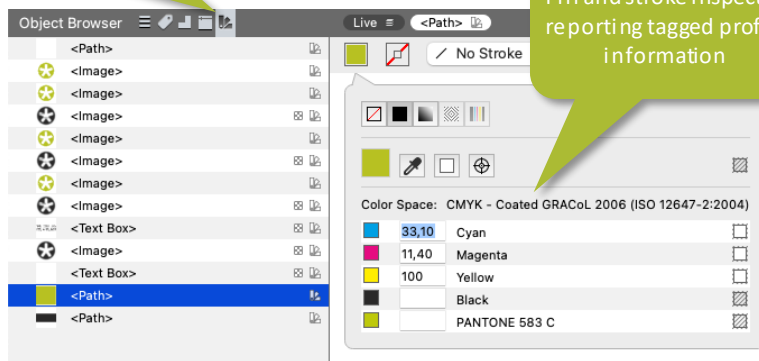 Object Browser
Live
<Path>
reporting tagged
information
No Stroke
<Path>
<Image>
<Image>
<Image>
<Image>
<Image>
<Image>
<Image>
<Text Box>
<Image>
<Text Box>
<Path>
<Path>
Color Space: CMYK - Coated GRACoL 2006 (ISO 12647-2:2004)
33,10 Cyan
11,40 Magenta
100 Yellow
Black
PANTONE 583 C